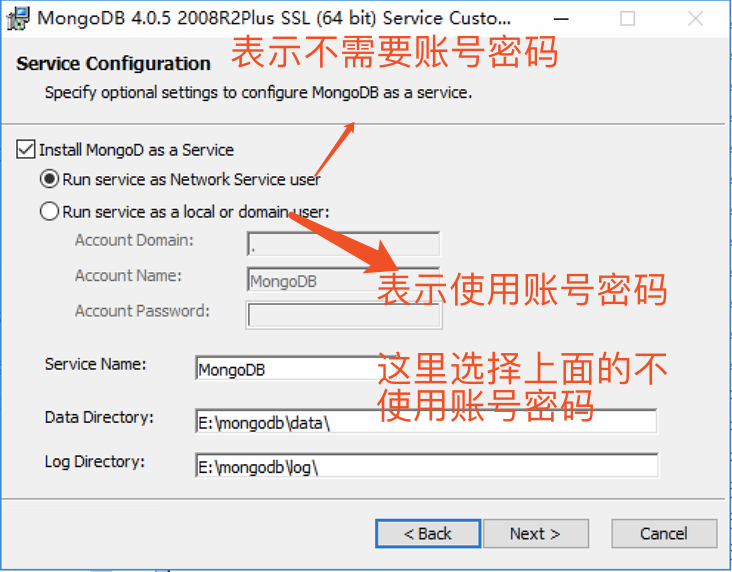 MongoDB 4.0.5 2008R2Plus SSL (64 bit) Service Custo...
表示不需要账号密码
Service Configuration
Specify optional settings to configure MongoDB as a service.
Install MongoD as a Service
Run service as Network Service user
Run service as a local or domain user:
Account Domain:
.
Account Name:
MongoDB
表示使用账号密码
Account Password:
Service Name:
MongoDB
这里选择上面的不
使用账号密码
Data Directory:
E:\mongodb\data\
Log Directory:
E:\mongodb\log\
< Back
Next >
Cancel